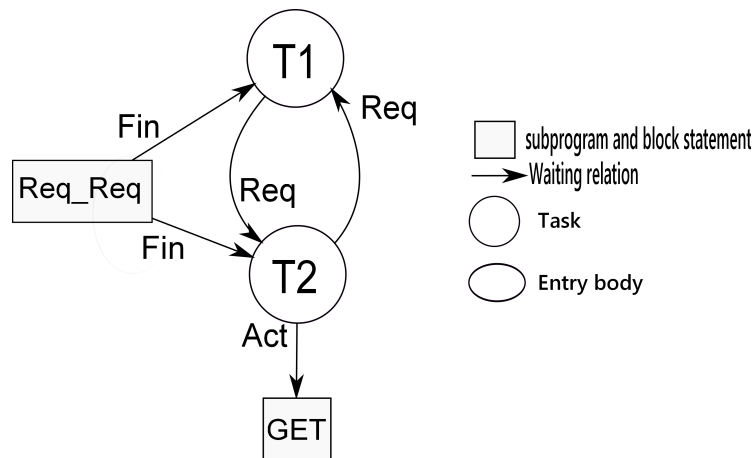 T1
Req
Fin
Req_Req
Req
Fin
T2
Act
GET
subprogram and block statement
Waiting relation
Task
Entry body